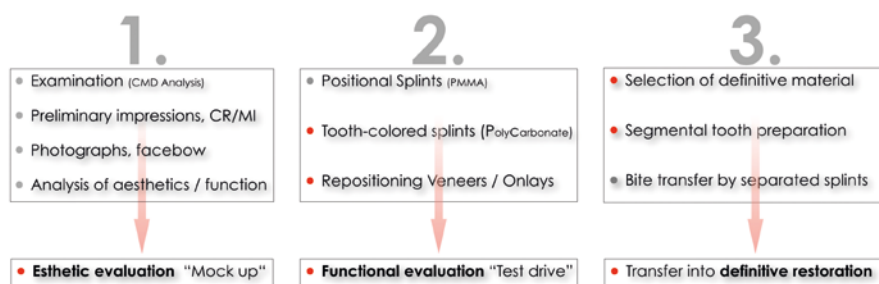 1.
Examination (CMD Analysis)
Preliminary impressions, CR/MI
Photographs, facebow
Analysis of aesthetics / function
Esthetic evaluation "Mock up"
2.
Positional Splints (PMMA)
Tooth-colored splints (PolyCarbonate)
Repositioning Veneers / Onlays
Functional evaluation "Test drive"
3.
Selection of definitive material
Segmental tooth preparation
Bite transfer by separated splints
Transfer into definitive restoration